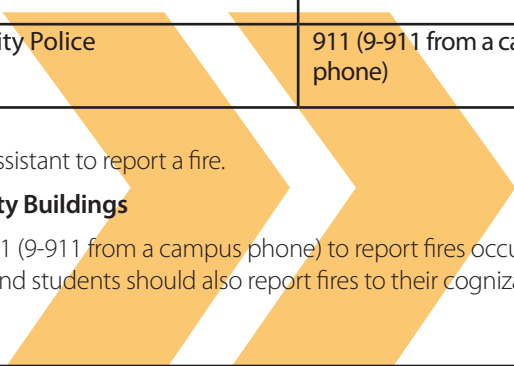 ity Police
911 (9-911 from a ca
phone)
ssistant to report a fire.
ty Buildings
1 (9-911 from a campus phone) to report fires occu
nd students should also report fires to their cogniza